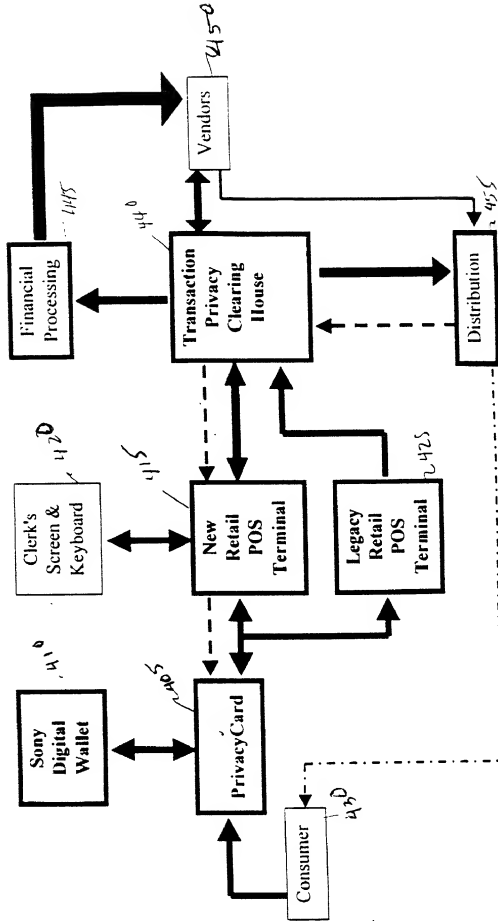 Sony
Digital
Wallet
410
Clerk's
Screen &
Keyboard
420
Financial
Processing
445
PrivacyCard
405
New
Retail
POS
Terminal
415
Transaction
Privacy
Clearing
House
440
Vendors
450
Consumer
430
Legacy
Retail
POS
Terminal
425
Distribution
455